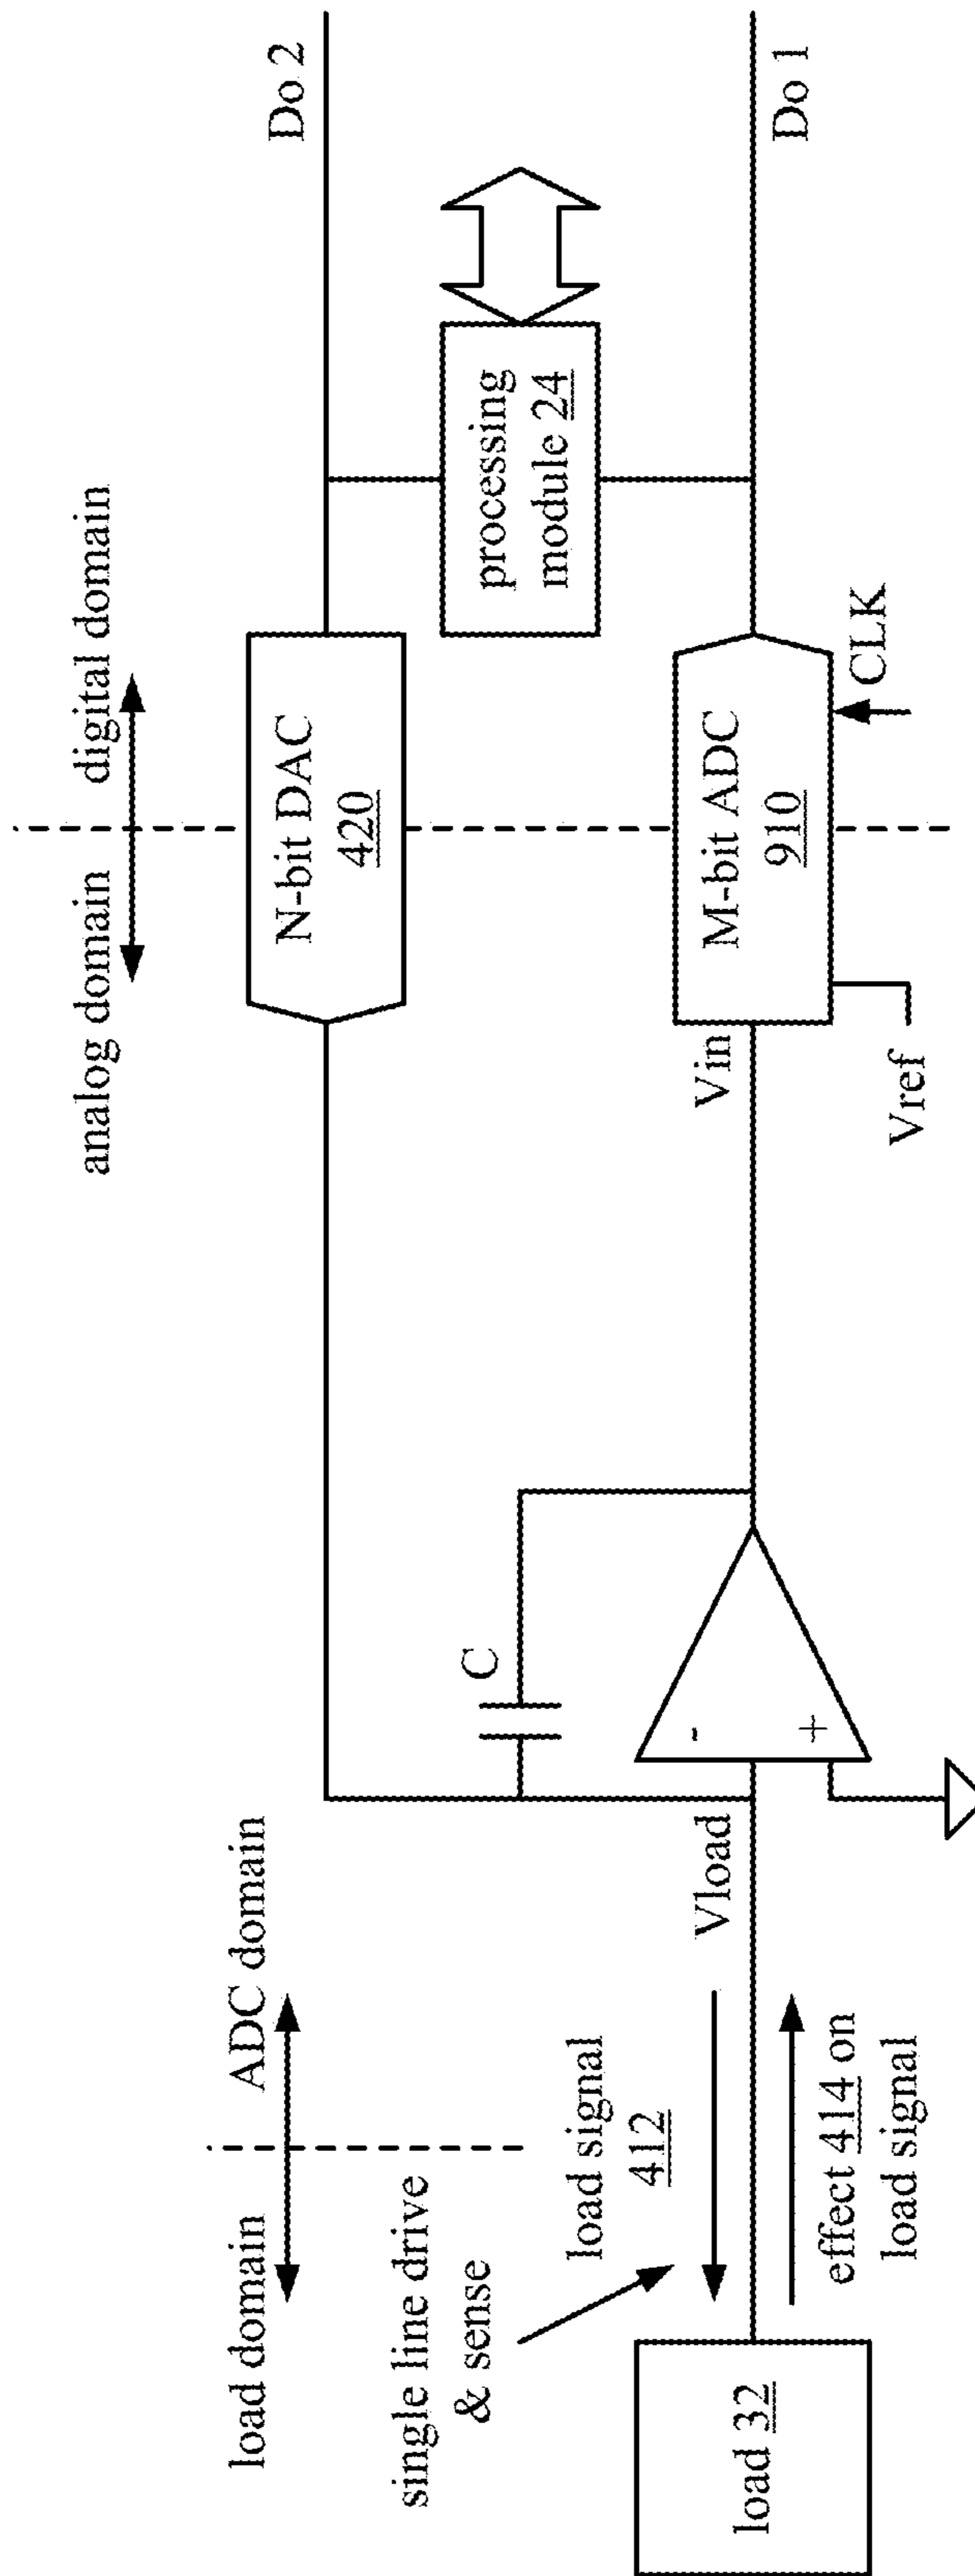 analog domain
digital domain
load domain
ADC domain
N-bit DAC
420
Do 2
single line drive
& sense
C
processing
module 24
load signal
412
Vload
-
+
Vin
M-bit ADC
910
Do 1
load 32
effect 414 on
load signal
Vref
CLK